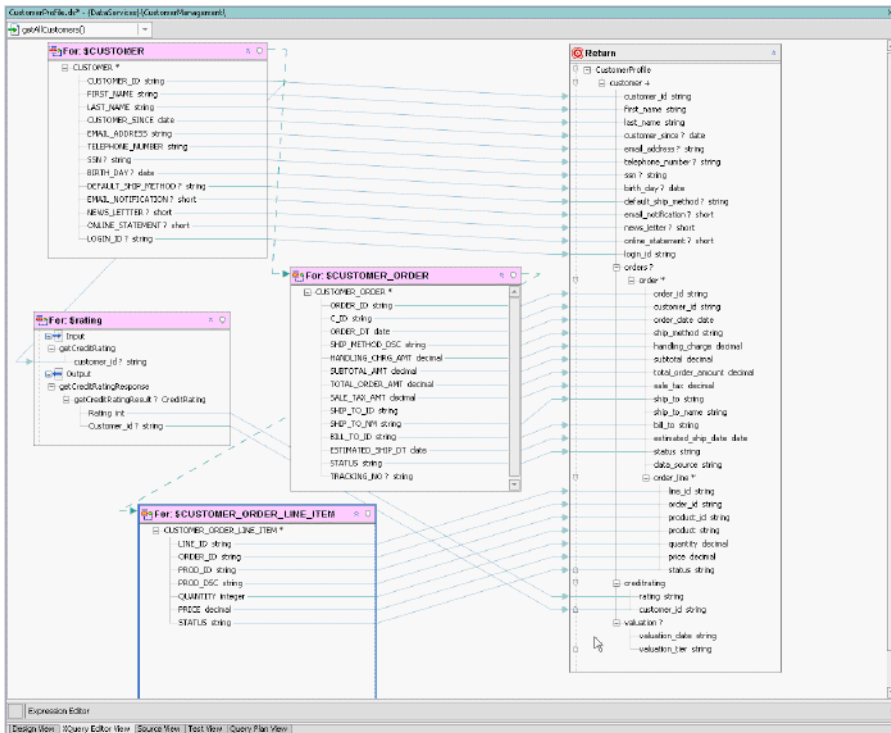 CustomerProfile.ds* - {DataServices}\CustomerManagement\
getAllCustomers()
For: $CUSTOMER
CUSTOMER *
CUSTOMER_ID string
FIRST_NAME string
LAST_NAME string
CUSTOMER_SINCE date
EMAIL_ADDRESS string
TELEPHONE_NUMBER string
SSN ? string
BIRTH_DAY ? date
DEFAULT_SHIP_METHOD ? string
EMAIL_NOTIFICATION ? short
NEWS_LETTTER ? short
ONLINE_STATEMENT ? short
LOGIN_ID ? string
For: $rating
Input
getCreditRating
customer_id ? string
Output
getCreditRatingResponse
getCreditRatingResult ? CreditRating
Rating int
Customer_id ? string
For: $CUSTOMER_ORDER
CUSTOMER_ORDER *
ORDER_ID string
C_ID string
ORDER_DT date
SHIP_METHOD_DSC string
HANDLING_CHRG_AMT decimal
SUBTOTAL_AMT decimal
TOTAL_ORDER_AMT decimal
SALE_TAX_AMT decimal
SHIP_TO_ID string
SHIP_TO_NM string
BILL_TO_ID string
ESTIMATED_SHIP_DT date
STATUS string
TRACKING_NO ? string
For: $CUSTOMER_ORDER_LINE_ITEM
CUSTOMER_ORDER_LINE_ITEM *
LINE_ID string
ORDER_ID string
PROD_ID string
PROD_DSC string
QUANTITY integer
PRICE decimal
STATUS string
Return
CustomerProfile
customer +
customer_id string
first_name string
last_name string
customer_since ? date
email_address ? string
telephone_number ? string
ssn ? string
birth_day ? date
default_ship_method ? string
email_notification ? short
news_letter ? short
online_statement ? short
login_id string
orders ?
order *
order_id string
customer_id string
order_date date
ship_method string
handling_charge decimal
subtotal decimal
total_order_amount decimal
sale_tax decimal
ship_to string
ship_to_name string
bill_to string
estimated_ship_date date
status string
data_source string
order_line *
line_id string
order_id string
product_id string
product string
quantity decimal
price decimal
status string
creditrating
rating string
customer_id string
valuation ?
valuation_date string
valuation_tier string
Expression Editor
Design View XQuery Editor View Source View Test View Query Plan View